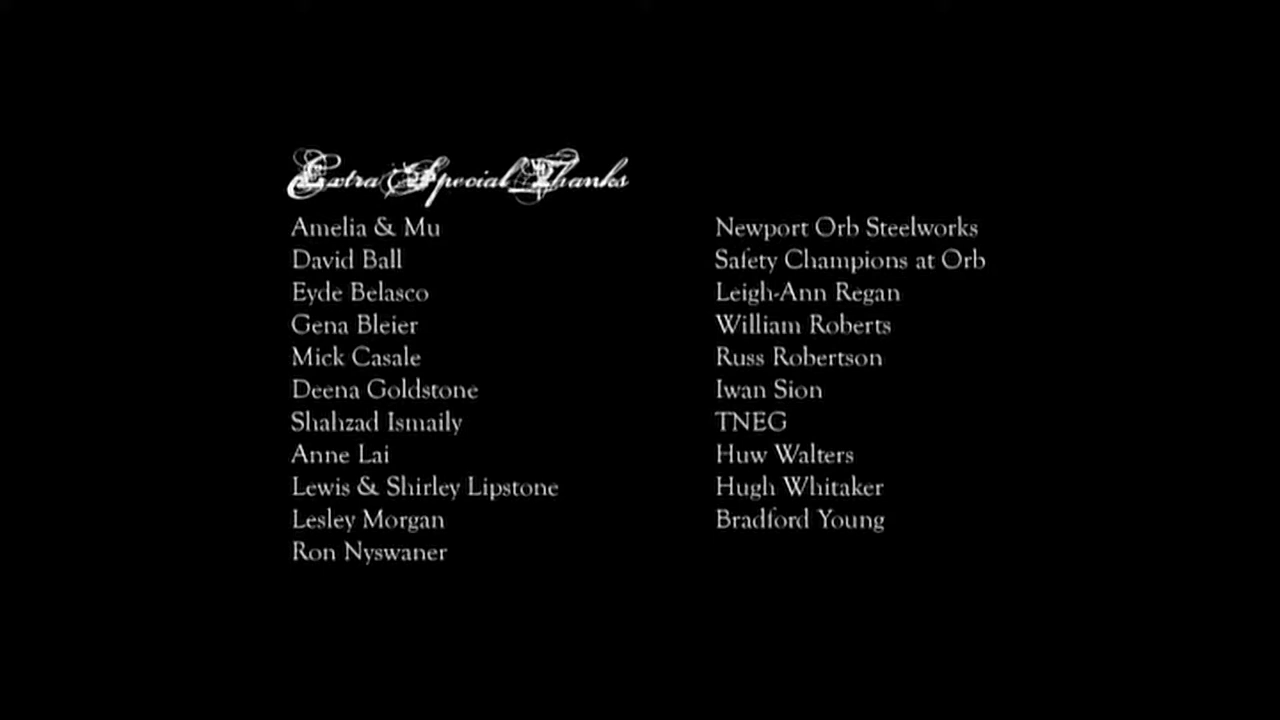 Extra Special Thanks
Amelia & Mu
David Ball
Eyde Belasco
Gena Bleier
Mick Casale
Deena Goldstone
Shahzad Ismaily
Anne Lai
Lewis & Shirley Lipstone
Lesley Morgan
Ron Nyswaner
Newport Orb Steelworks
Safety Champions at Orb
Leigh-Ann Regan
William Roberts
Russ Robertson
Iwan Sion
TNEG
Huw Walters
Hugh Whitaker
Bradford Young